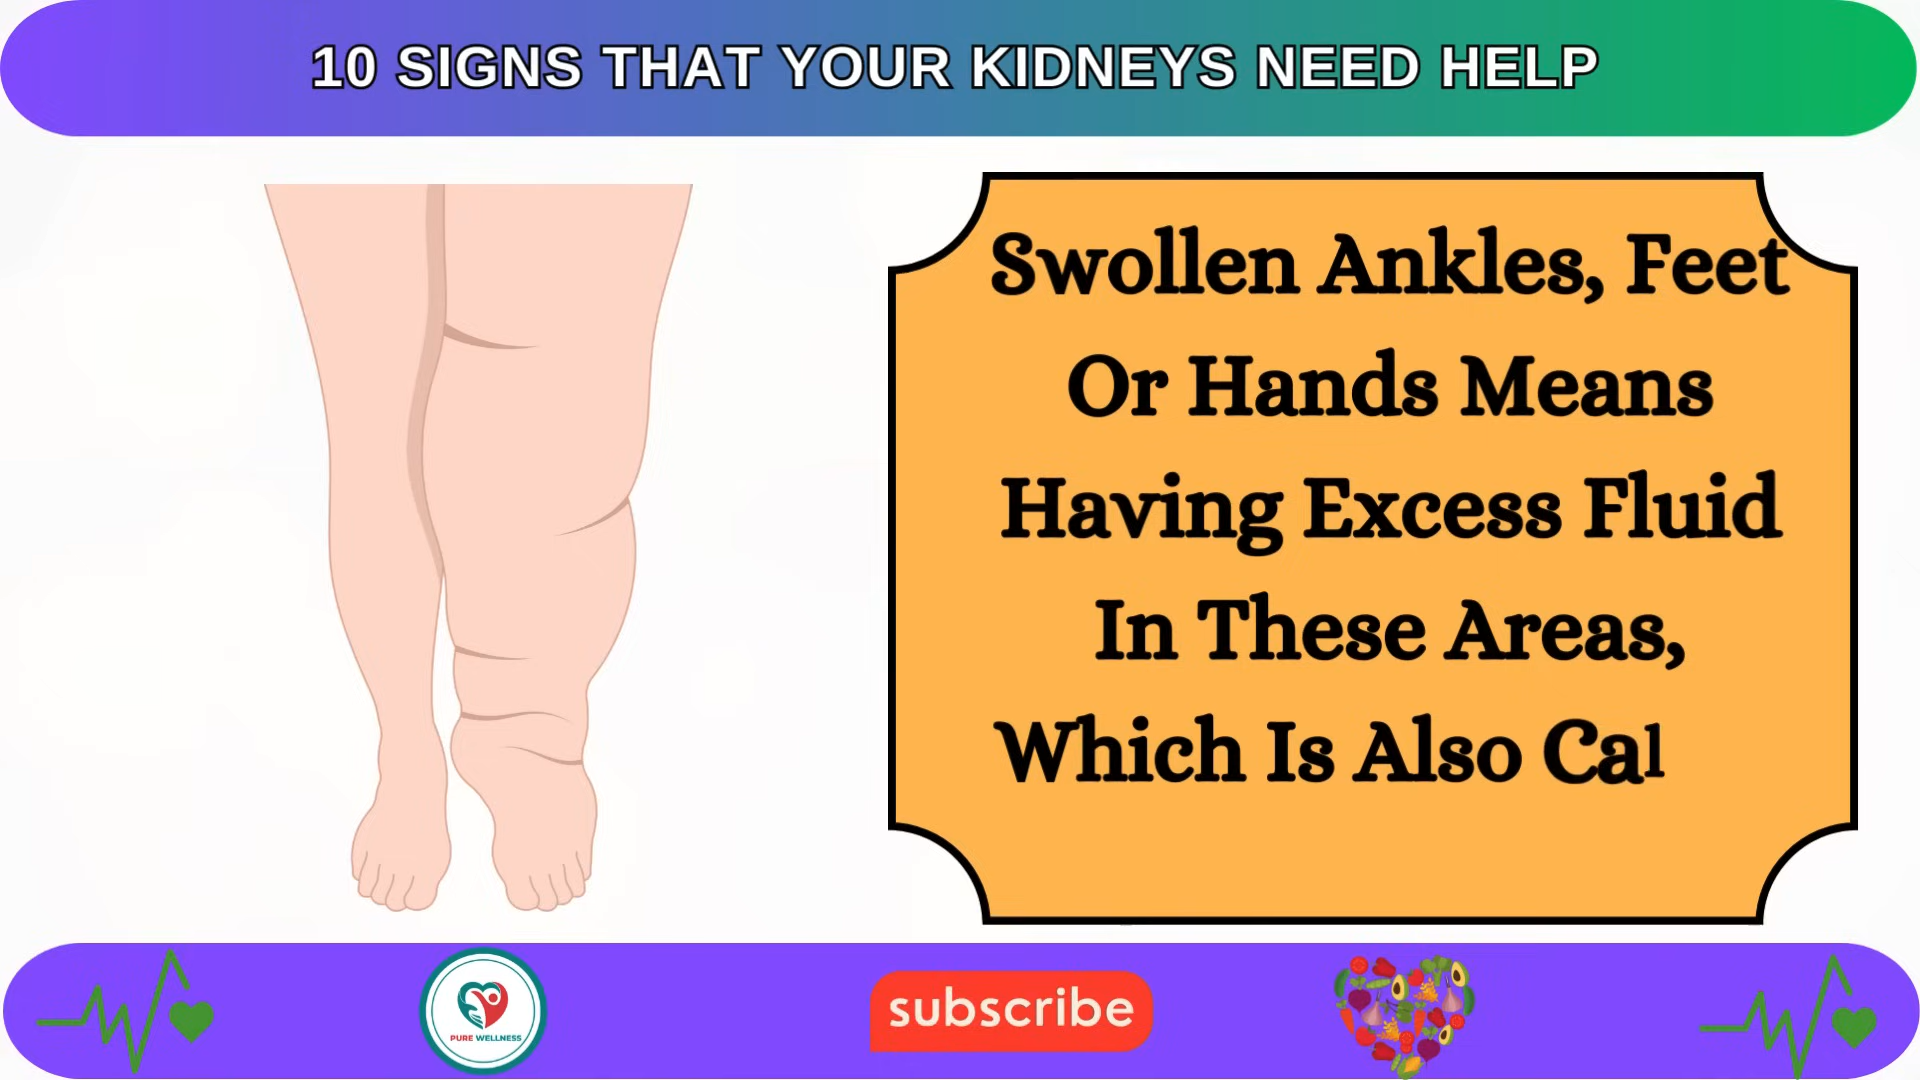 10 SIGNS THAT YOUR KIDNEYS NEED HELP
Swollen Ankles, Feet
Or Hands Means
Having Excess Fluid
In These Areas,
Which Is Also Cal
PURE WELLNESS
subscribe